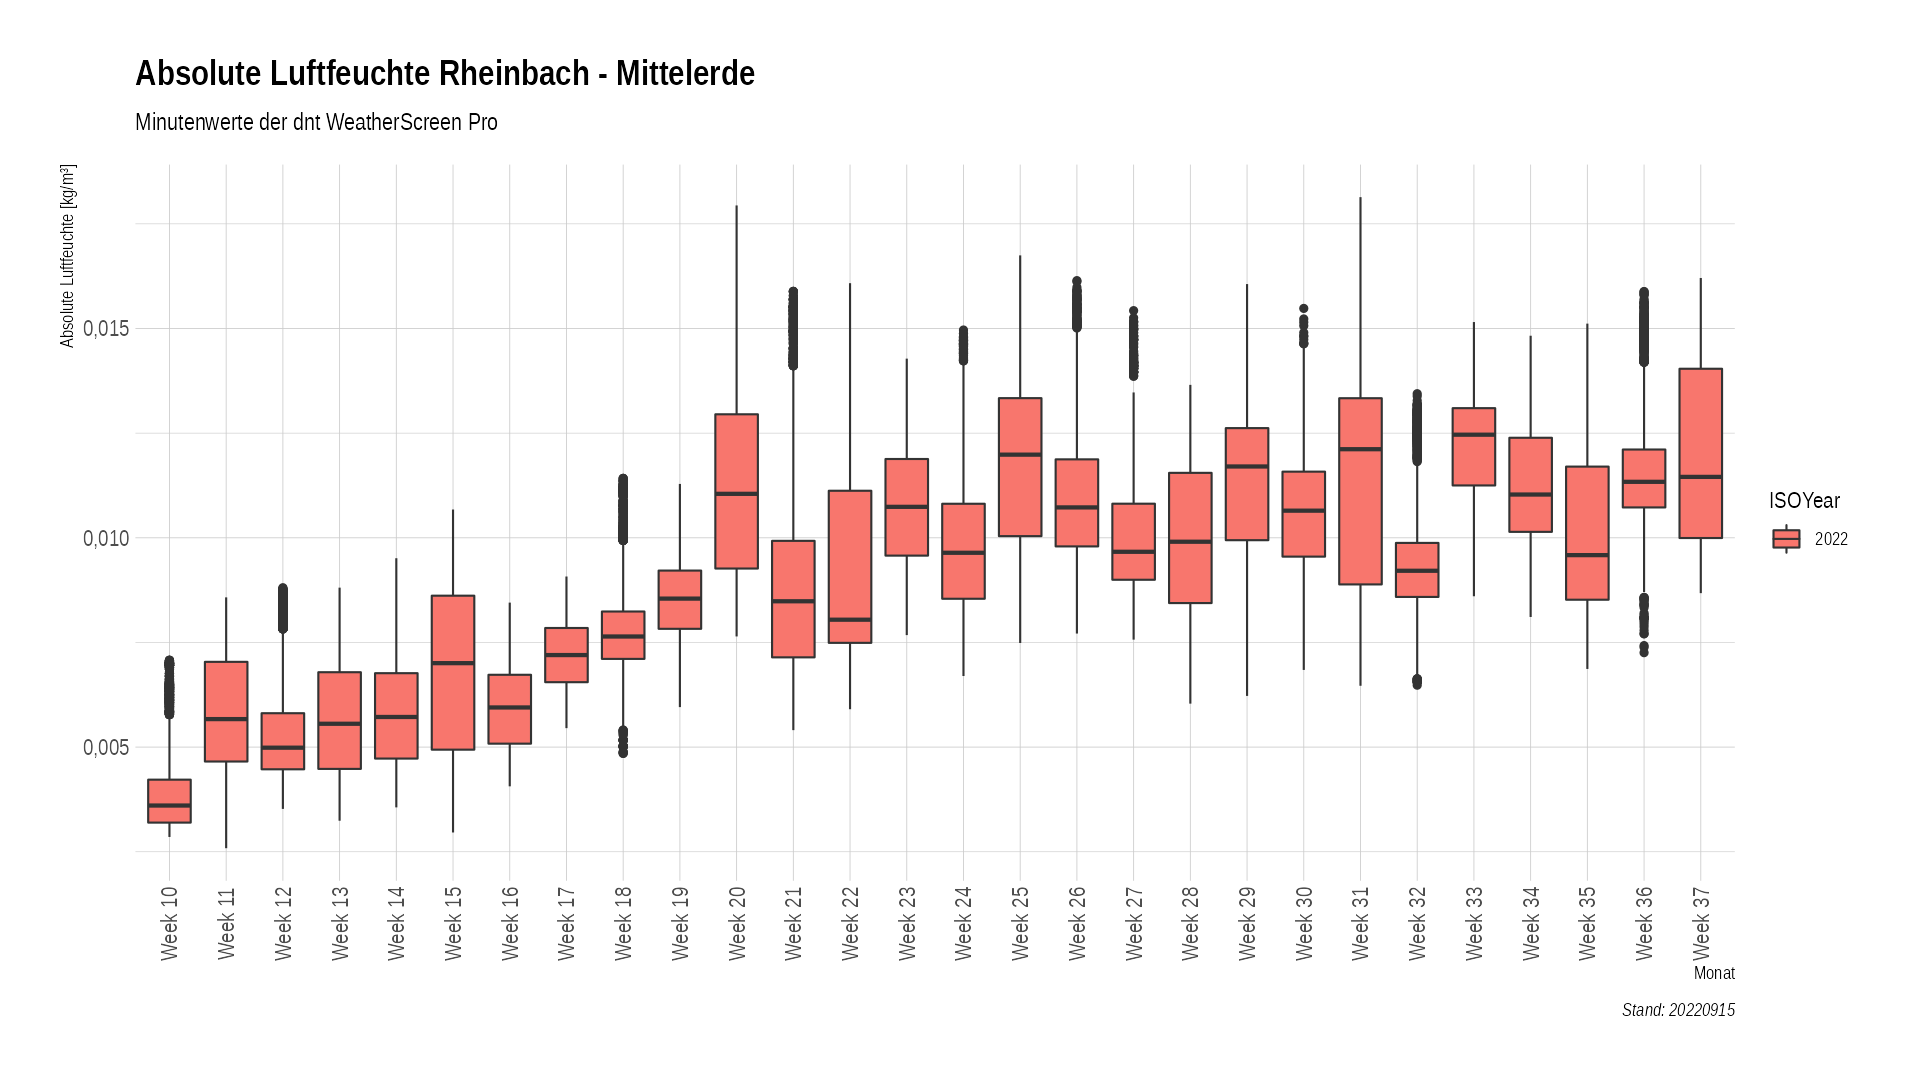 Absolute Luftfeuchte Rheinbach - Mittelerde
Minutenwerte der dnt WeatherScreen Pro
Absolute Luftfeuchte [kg/m³]
0,015
0,010
0,005
Week 10
Week 11
Week 12
Week 13
Week 14
Week 15
Week 16
Week 17
Week 18
Week 19
Week 20
Week 21
Week 22
Week 23
Week 24
Week 25
Week 26
Week 27
Week 28
Week 29
Week 30
Week 31
Week 32
Week 33
Week 34
Week 35
Week 36
Week 37
Monat
ISOYear
2022
Stand: 20220915